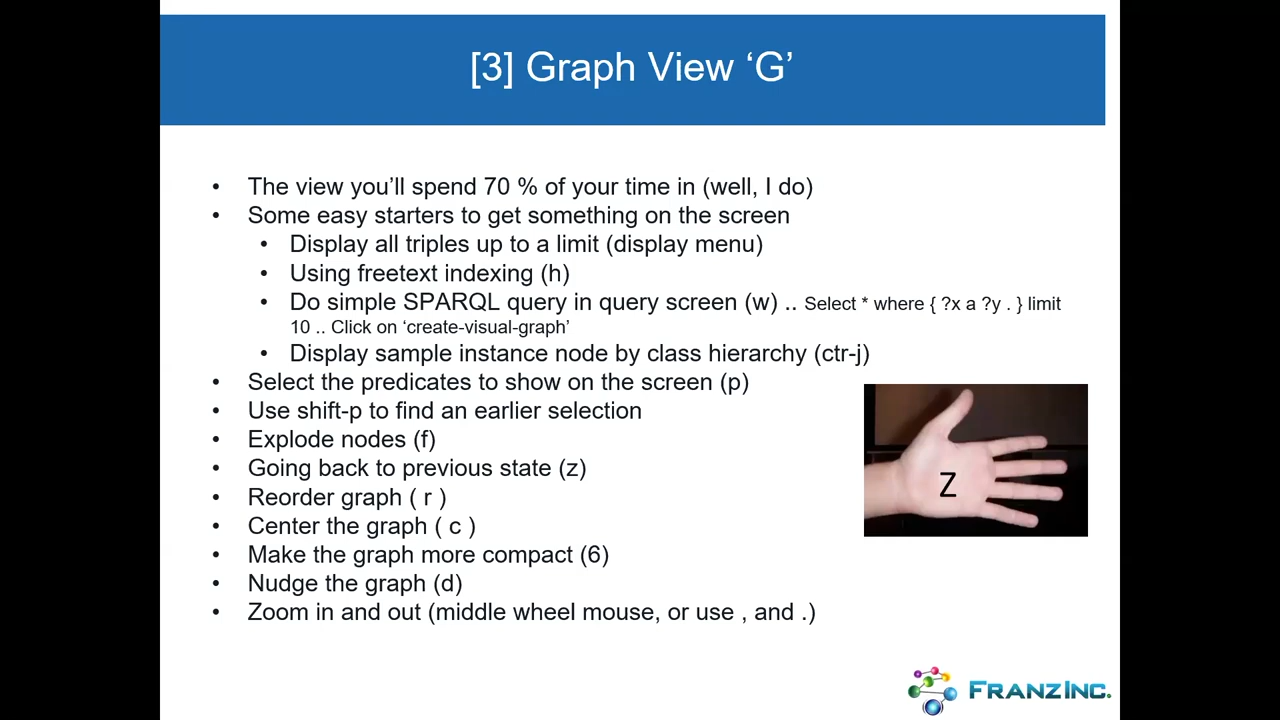 [3] Graph View ‘G’
• The view you’ll spend 70 % of your time in (well, I do)
• Some easy starters to get something on the screen
• Display all triples up to a limit (display menu)
• Using freetext indexing (h)
• Do simple SPARQL query in query screen (w) .. Select * where { ?x a ?y . } limit
10 .. Click on ‘create-visual-graph’
• Display sample instance node by class hierarchy (ctr-j)
• Select the predicates to show on the screen (p)
• Use shift-p to find an earlier selection
• Explode nodes (f)
• Going back to previous state (z)
• Reorder graph ( r )
• Center the graph ( c )
• Make the graph more compact (6)
• Nudge the graph (d)
• Zoom in and out (middle wheel mouse, or use , and .)
Z
FRANZ INC.